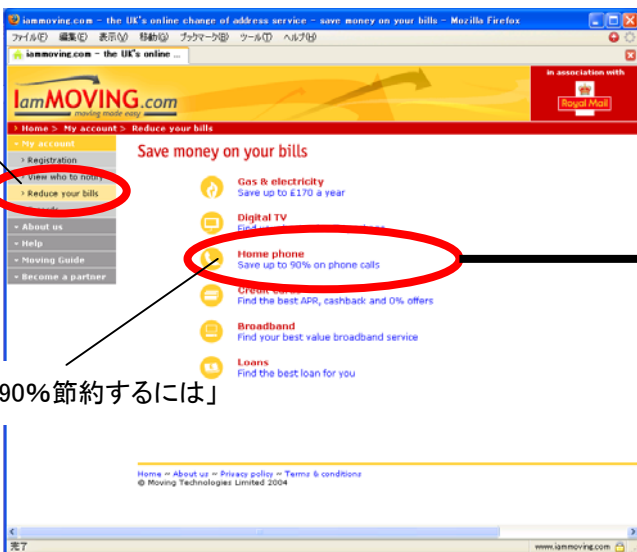 iammoving.com - the UK's online change of address service - save money on your bills - Mozilla Firefox
ファイル(F) 編集(E) 表示(V) 移動(G) ブックマーク(B) ツール(T) ヘルプ(H)
iammoving.com - the UK's online ...
in association with
Royal Mail
IamMOVING.com
moving made easy
> Home > My account > Reduce your bills
My account
> Registration
> View who to notify
> Reduce your bills
About us
Help
Moving Guide
Become a partner
Save money on your bills
Gas & electricity
Save up to £170 a year
Digital TV
Home phone
Save up to 90% on phone calls
Find the best APR, cashback and 0% offers
Broadband
Find your best value broadband service
Loans
Find the best loan for you
90%節約するには」
Home ~ About us ~ Privacy policy ~ Terms & conditions
© Moving Technologies Limited 2004
完了
www.iammoving.com